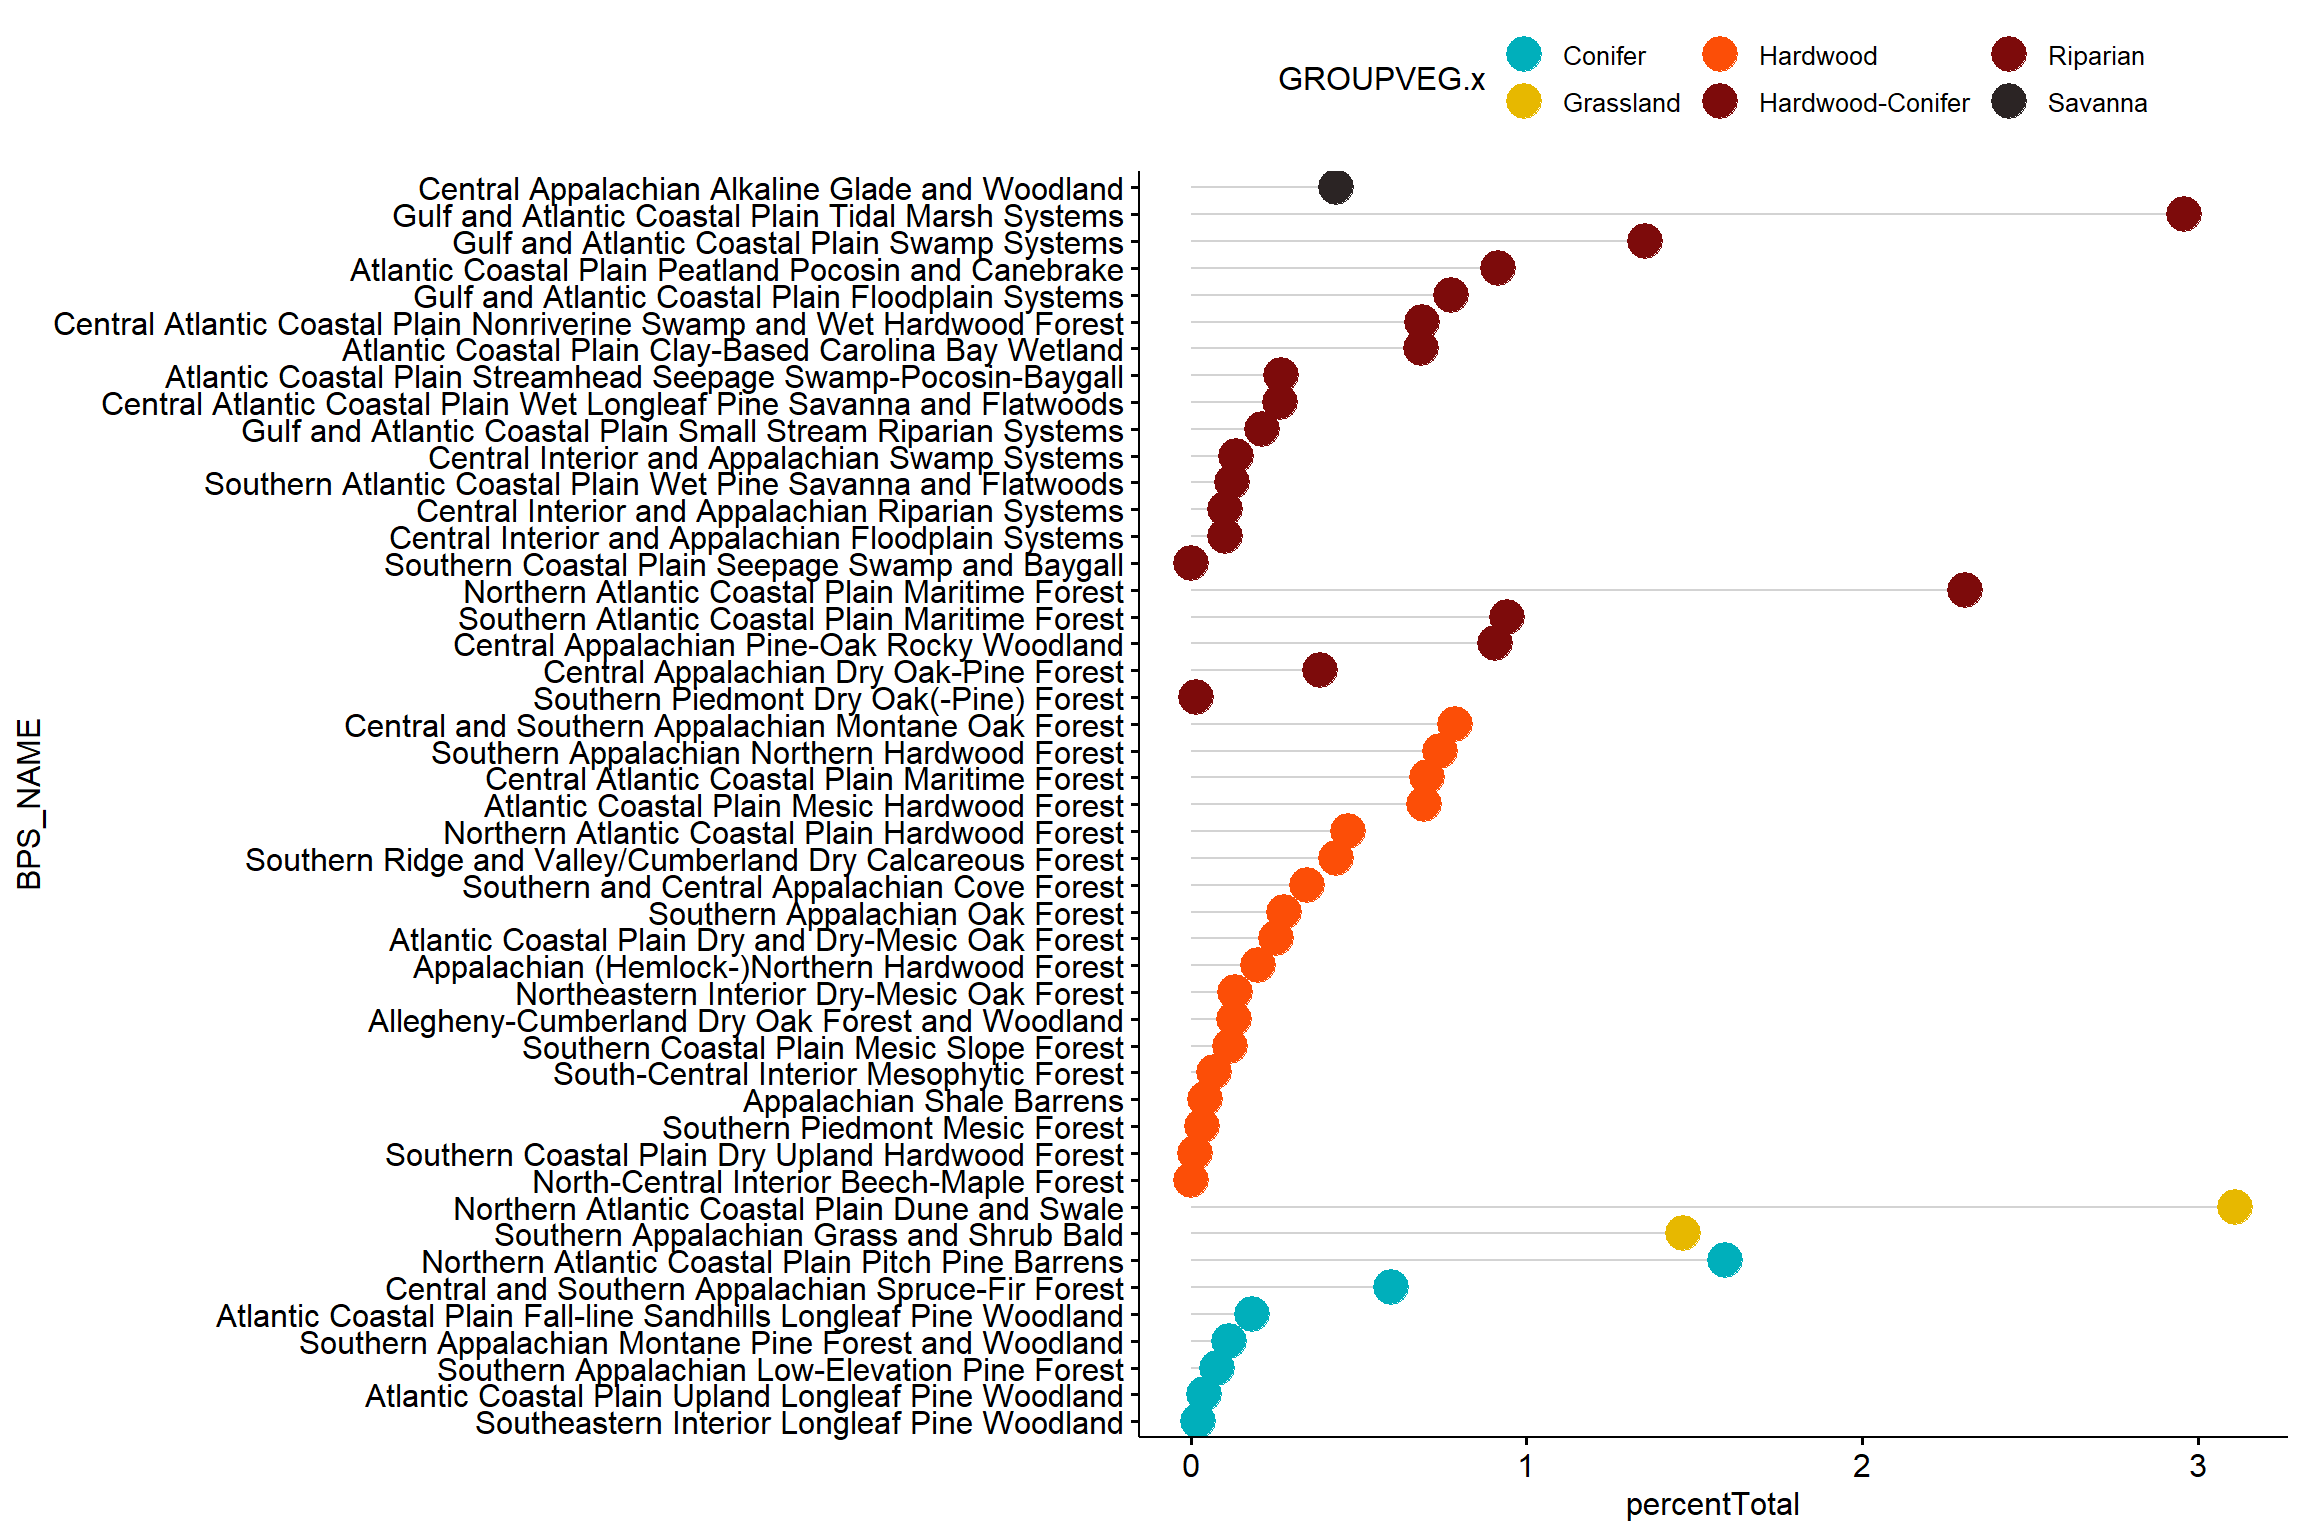 GROUPVEG.x
Conifer
Hardwood
Riparian
Grassland
Hardwood-Conifer
Savanna
BPS_NAME
Central Appalachian Alkaline Glade and Woodland
Gulf and Atlantic Coastal Plain Tidal Marsh Systems
Gulf and Atlantic Coastal Plain Swamp Systems
Atlantic Coastal Plain Peatland Pocosin and Canebrake
Gulf and Atlantic Coastal Plain Floodplain Systems
Central Atlantic Coastal Plain Nonriverine Swamp and Wet Hardwood Forest
Atlantic Coastal Plain Clay-Based Carolina Bay Wetland
Atlantic Coastal Plain Streamhead Seepage Swamp-Pocosin-Baygall
Central Atlantic Coastal Plain Wet Longleaf Pine Savanna and Flatwoods
Gulf and Atlantic Coastal Plain Small Stream Riparian Systems
Central Interior and Appalachian Swamp Systems
Southern Atlantic Coastal Plain Wet Pine Savanna and Flatwoods
Central Interior and Appalachian Riparian Systems
Central Interior and Appalachian Floodplain Systems
Southern Coastal Plain Seepage Swamp and Baygall
Northern Atlantic Coastal Plain Maritime Forest
Southern Atlantic Coastal Plain Maritime Forest
Central Appalachian Pine-Oak Rocky Woodland
Central Appalachian Dry Oak-Pine Forest
Southern Piedmont Dry Oak(-Pine) Forest
Central and Southern Appalachian Montane Oak Forest
Southern Appalachian Northern Hardwood Forest
Central Atlantic Coastal Plain Maritime Forest
Atlantic Coastal Plain Mesic Hardwood Forest
Northern Atlantic Coastal Plain Hardwood Forest
Southern Ridge and Valley/Cumberland Dry Calcareous Forest
Southern and Central Appalachian Cove Forest
Southern Appalachian Oak Forest
Atlantic Coastal Plain Dry and Dry-Mesic Oak Forest
Appalachian (Hemlock-)Northern Hardwood Forest
Northeastern Interior Dry-Mesic Oak Forest
Allegheny-Cumberland Dry Oak Forest and Woodland
Southern Coastal Plain Mesic Slope Forest
South-Central Interior Mesophytic Forest
Appalachian Shale Barrens
Southern Piedmont Mesic Forest
Southern Coastal Plain Dry Upland Hardwood Forest
North-Central Interior Beech-Maple Forest
Northern Atlantic Coastal Plain Dune and Swale
Southern Appalachian Grass and Shrub Bald
Northern Atlantic Coastal Plain Pitch Pine Barrens
Central and Southern Appalachian Spruce-Fir Forest
Atlantic Coastal Plain Fall-line Sandhills Longleaf Pine Woodland
Southern Appalachian Montane Pine Forest and Woodland
Southern Appalachian Low-Elevation Pine Forest
Atlantic Coastal Plain Upland Longleaf Pine Woodland
Southeastern Interior Longleaf Pine Woodland
0 1 2 3
percentTotal